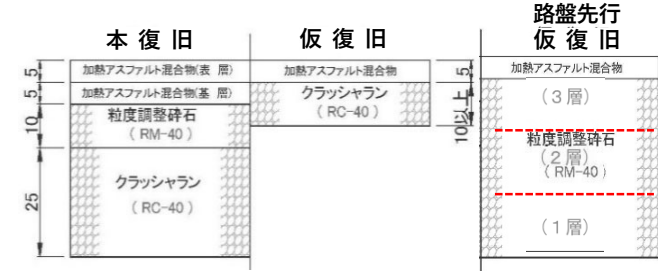 本復旧
5
加熱アスファルト混合物(表 層)
5
加熱アスファルト混合物(基 層)
10
粒度調整砕石
（RM-40）
25
クラッシャラン
（RC-40）
仮復旧
加熱アスファルト混合物
5
クラッシャラン
（RC-40）
10以上
路盤先行
仮復旧
加熱アスファルト混合物
（3層）
粒度調整砕石
（2層）
（RM-40）
（1層）